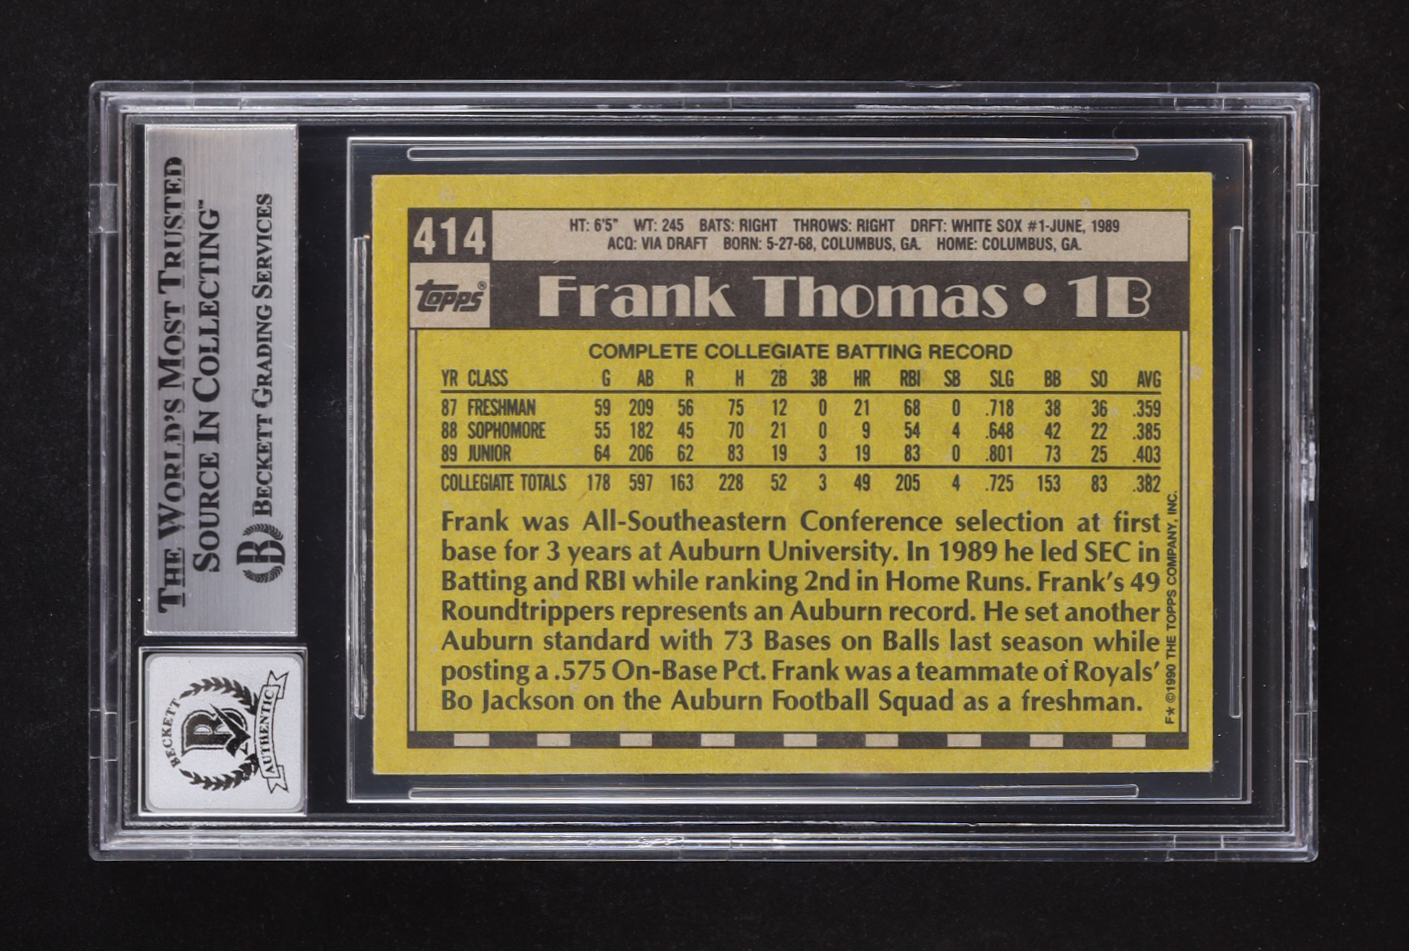 THE WORLD'S MOST TRUSTED
SOURCE IN COLLECTING™
BECKETT GRADING SERVICES
BECKETT
AUTHENTIC
414
HT: 6'5" WT: 245 BATS: RIGHT THROWS: RIGHT DRFT: WHITE SOX #1-JUNE, 1989
ACQ: VIA DRAFT BORN: 5-27-68, COLUMBUS, GA. HOME: COLUMBUS, GA.
topps®
Frank Thomas • 1B
COMPLETE COLLEGIATE BATTING RECORD
YR CLASS G AB R H 2B 3B HR RBI SB SLG BB SO AVG
87 FRESHMAN 59 209 56 75 12 0 21 68 0 .718 38 36 .359
88 SOPHOMORE 55 182 45 70 21 0 9 54 4 .648 42 22 .385
89 JUNIOR 64 206 62 83 19 3 19 83 0 .801 73 25 .403
COLLEGIATE TOTALS 178 597 163 228 52 3 49 205 4 .725 153 83 .382
Frank was All-Southeastern Conference selection at first
base for 3 years at Auburn University. In 1989 he led SEC in
Batting and RBI while ranking 2nd in Home Runs. Frank's 49
Roundtrippers represents an Auburn record. He set another
Auburn standard with 73 Bases on Balls last season while
posting a .575 On-Base Pct. Frank was a teammate of Royals'
Bo Jackson on the Auburn Football Squad as a freshman.
F★ ©1990 THE TOPPS COMPANY, INC.